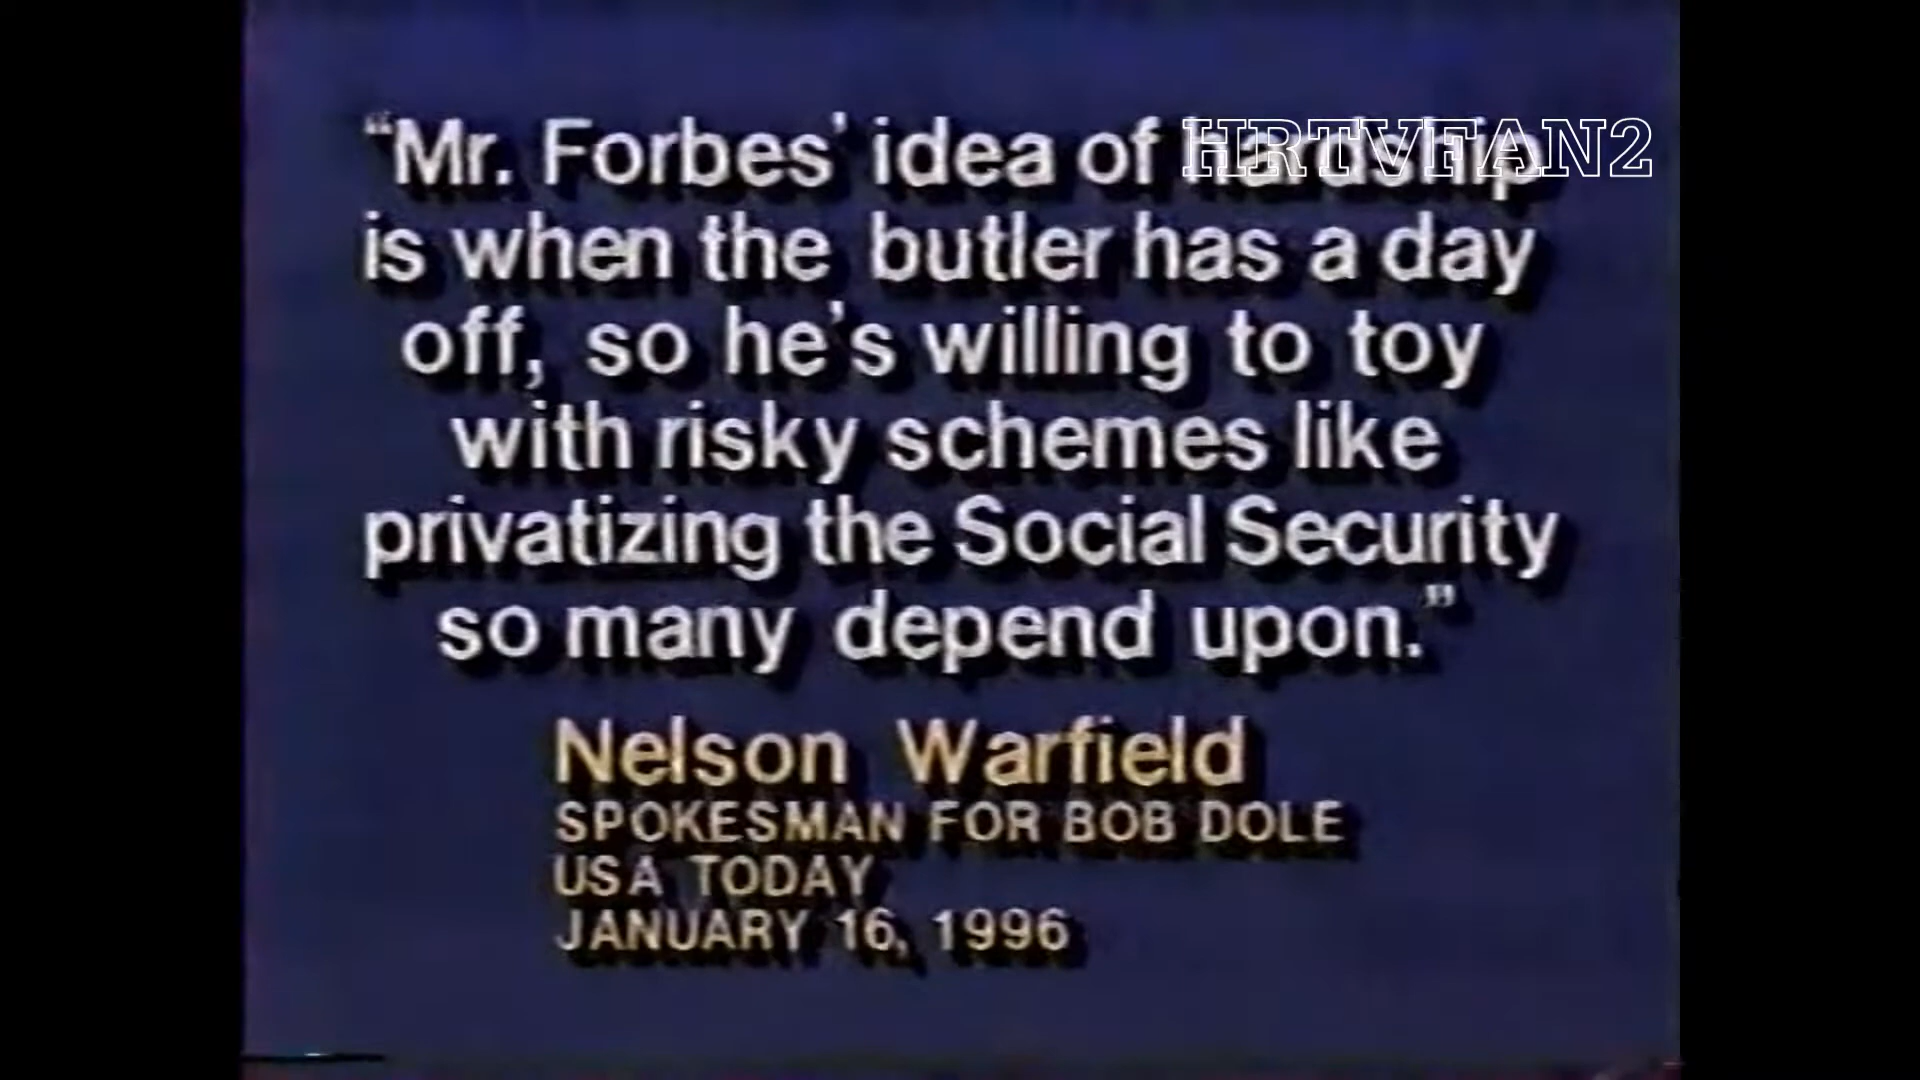 “Mr. Forbes’ idea of hardship
HRTVFAN2
is when the butler has a day
off, so he’s willing to toy
with risky schemes like
privatizing the Social Security
so many depend upon.”
Nelson Warfield
SPOKESMAN FOR BOB DOLE
USA TODAY
JANUARY 16, 1996